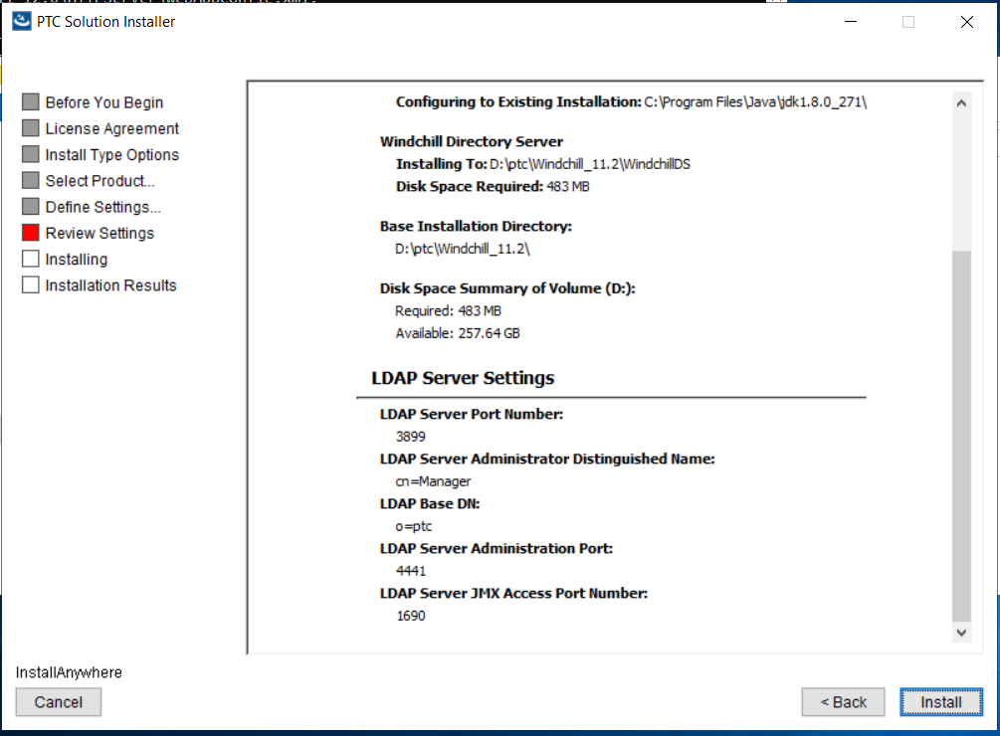 PTC Solution Installer
Before You Begin
License Agreement
Install Type Options
Select Product...
Define Settings...
Review Settings
Installing
Installation Results
Configuring to Existing Installation: C:\Program Files\Java\jdk1.8.0_271\
Windchill Directory Server
Installing To: D:\ptc\Windchill_11.2\WindchillDS
Disk Space Required: 483 MB
Base Installation Directory:
D:\ptc\Windchill_11.2\
Disk Space Summary of Volume (D:):
Required: 483 MB
Available: 257.64 GB
LDAP Server Settings
LDAP Server Port Number:
3899
LDAP Server Administrator Distinguished Name:
cn=Manager
LDAP Base DN:
o=ptc
LDAP Server Administration Port:
4441
LDAP Server JMX Access Port Number:
1690
InstallAnywhere
Cancel
< Back
Install